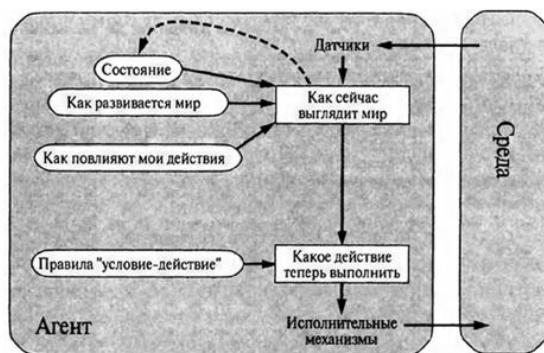 Датчики
Состояние
Как развивается мир
Как сейчас
выглядит мир
Как повлияют мои действия
Среда
Правила "условие-действие"
Какое действие
теперь выполнить
Агент
Исполнительные
механизмы